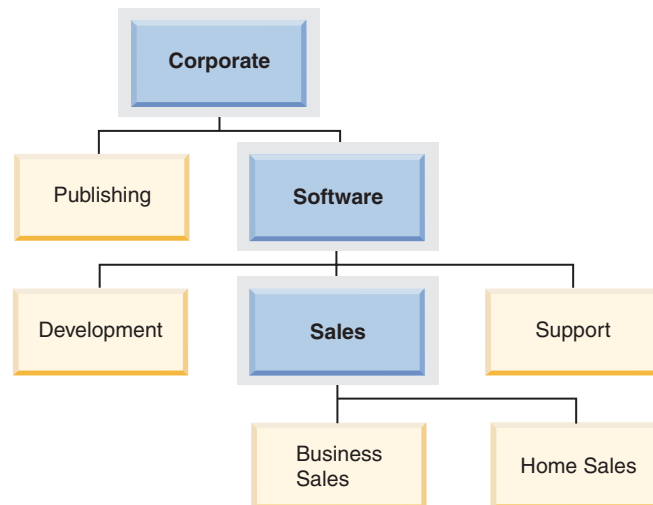 Corporate
Publishing
Software
Development
Sales
Support
Business
Sales
Home Sales